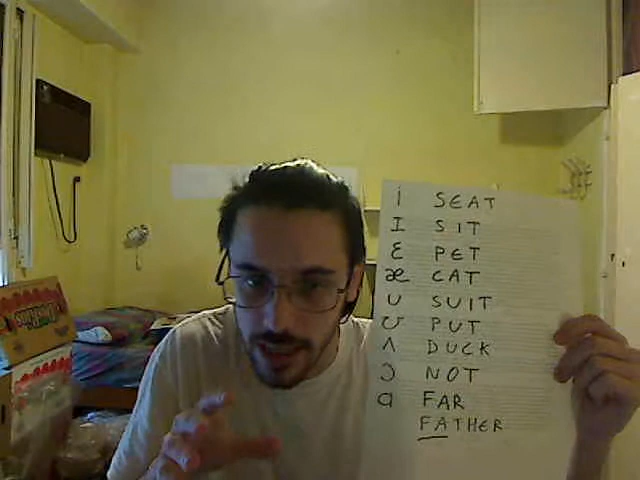 i SEAT
I SIT
ɛ PET
æ CAT
u SUIT
ʊ PUT
ʌ DUCK
ɔ NOT
ɑ FAR
FATHER